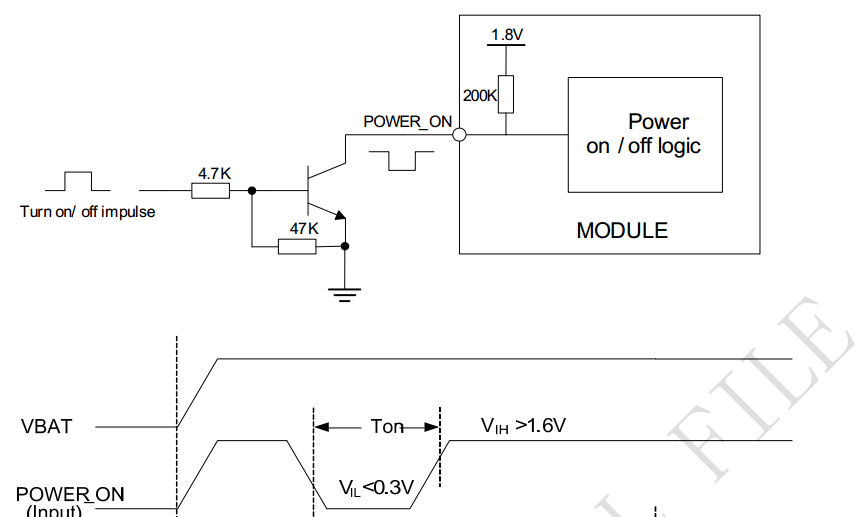 1.8V
200K
POWER_ON
Power
on / off logic
4.7K
Turn on/ off impulse
47K
MODULE
VBAT
Ton
VIH >1.6V
VIL<0.3V
POWER_ON
(Input)
FILE